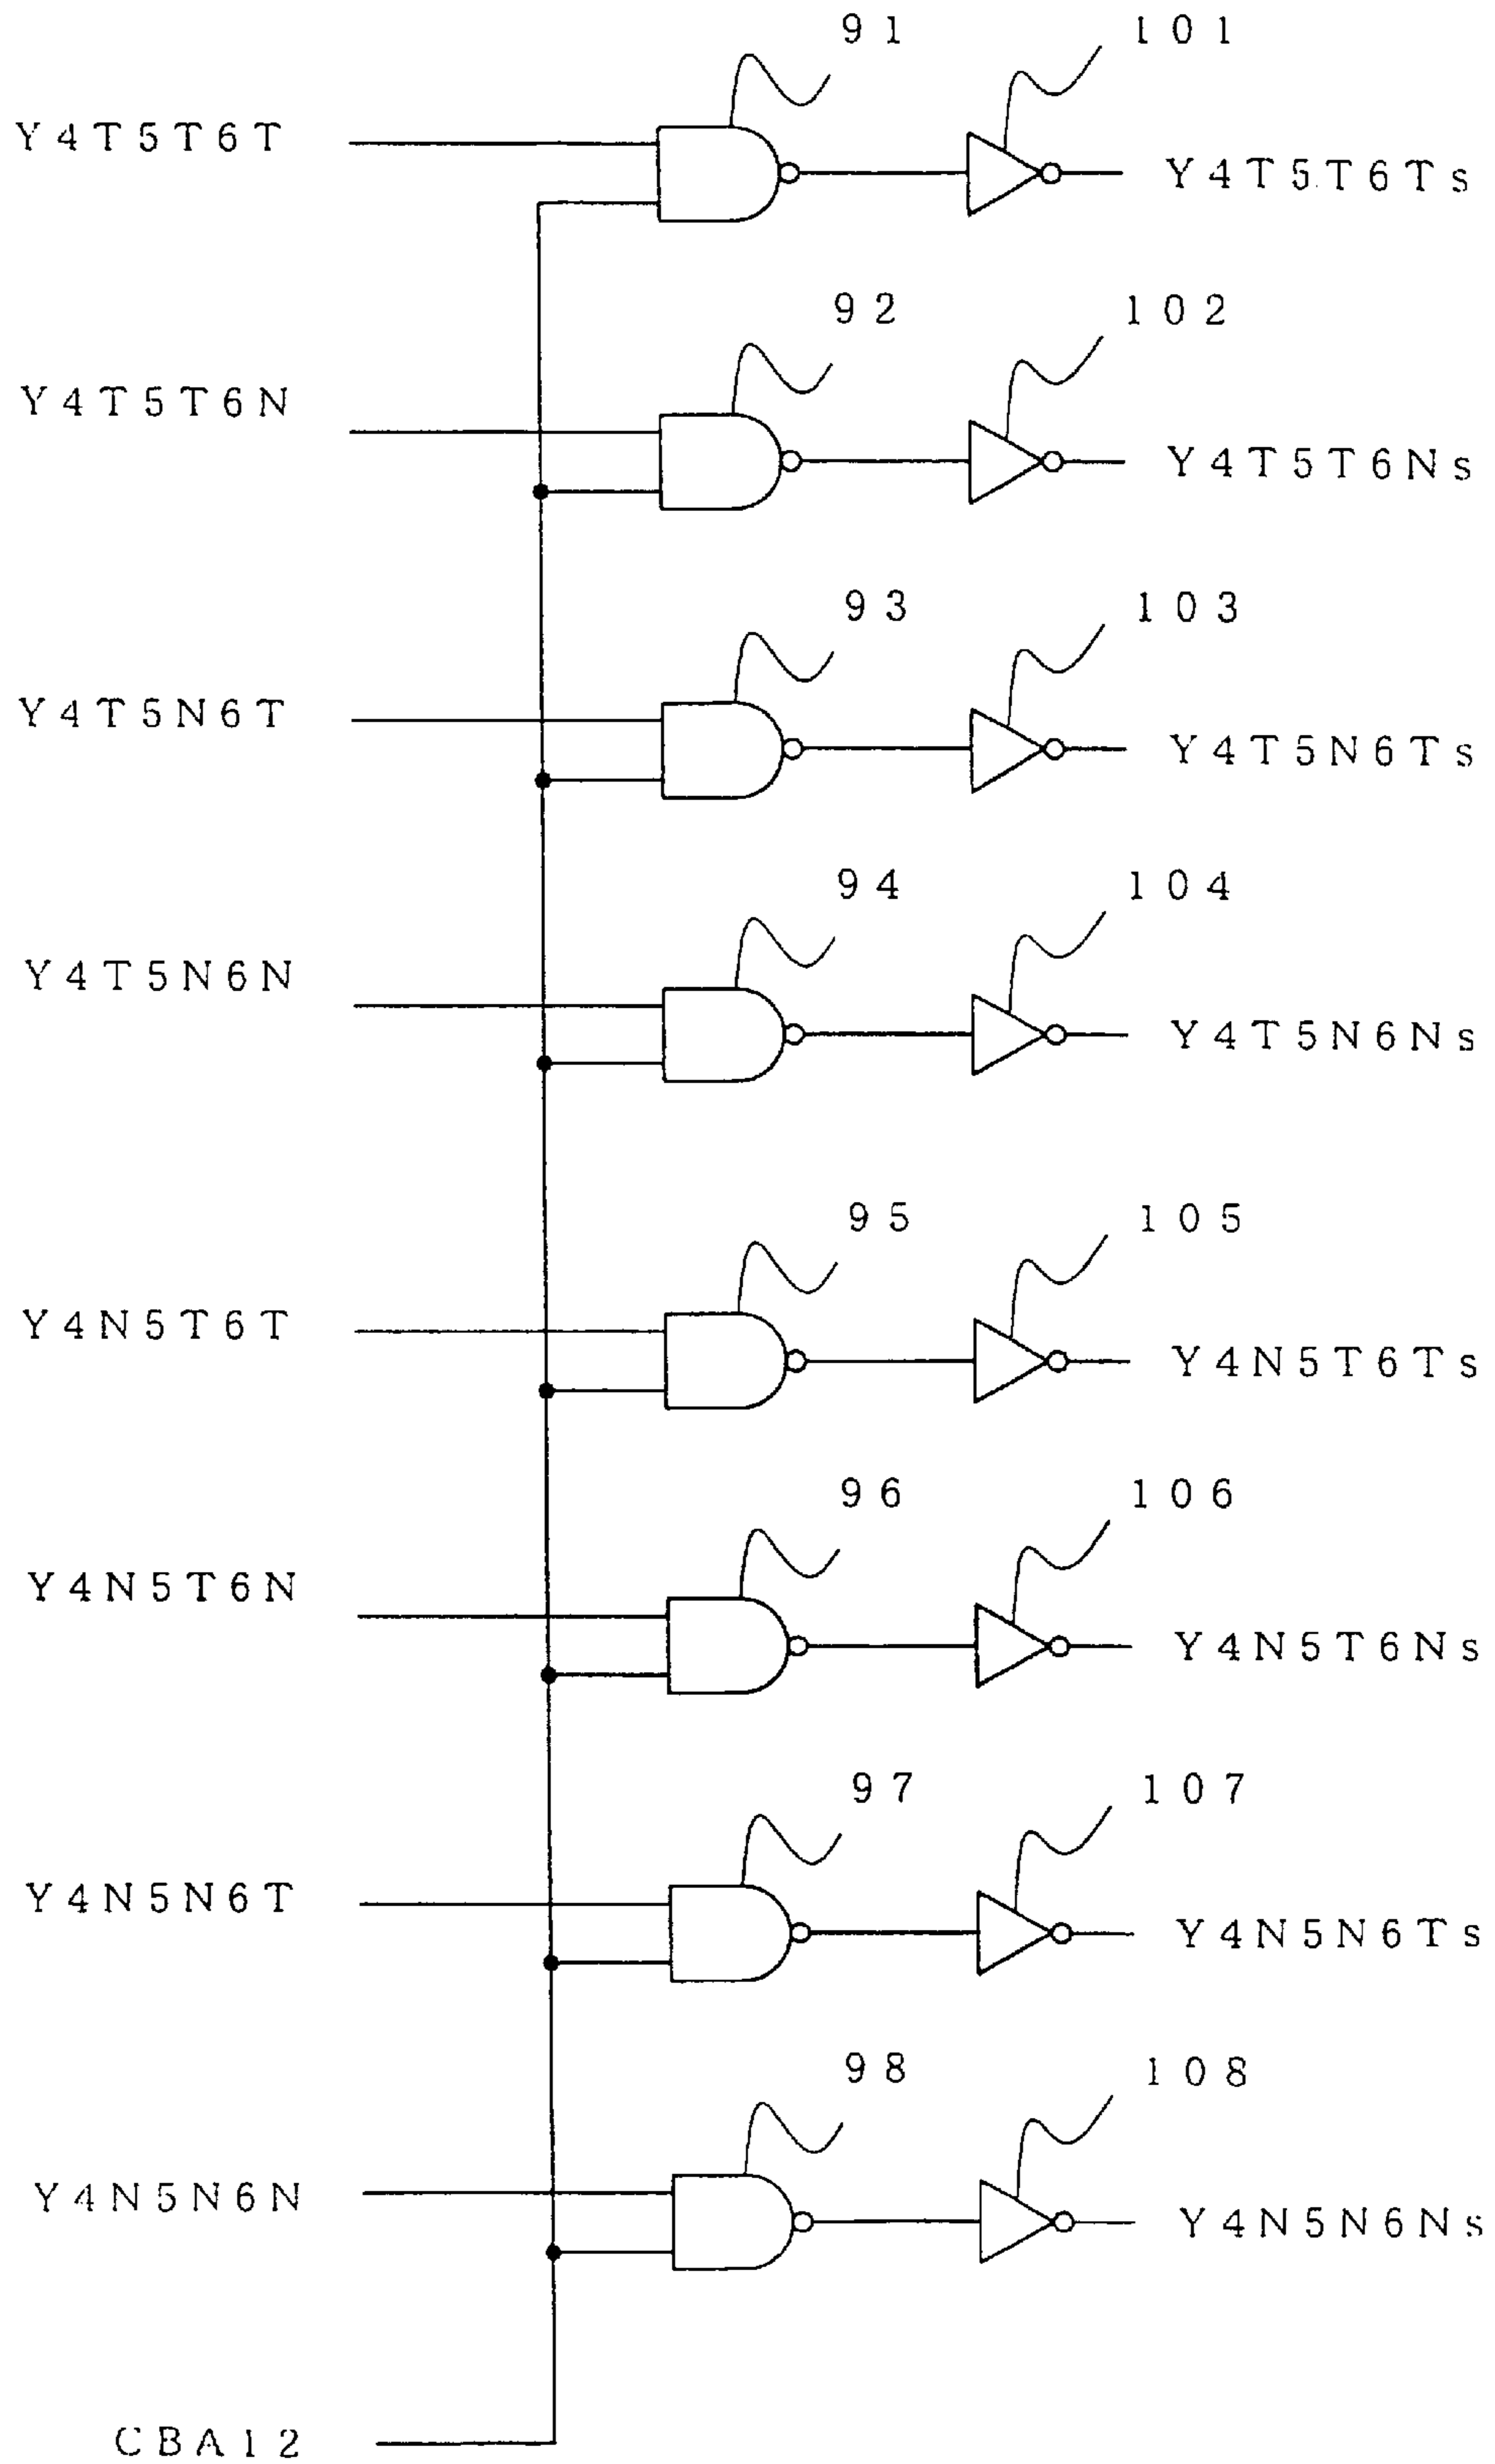 91 101
Y4T5T6T
Y4T5T6Ts
92 102
Y4T5T6N
Y4T5T6Ns
93 103
Y4T5N6T
Y4T5N6Ts
94 104
Y4T5N6N
Y4T5N6Ns
95 105
Y4N5T6T
Y4N5T6Ts
96 106
Y4N5T6N
Y4N5T6Ns
97 107
Y4N5N6T
Y4N5N6Ts
98 108
Y4N5N6N
Y4N5N6Ns
CBA12